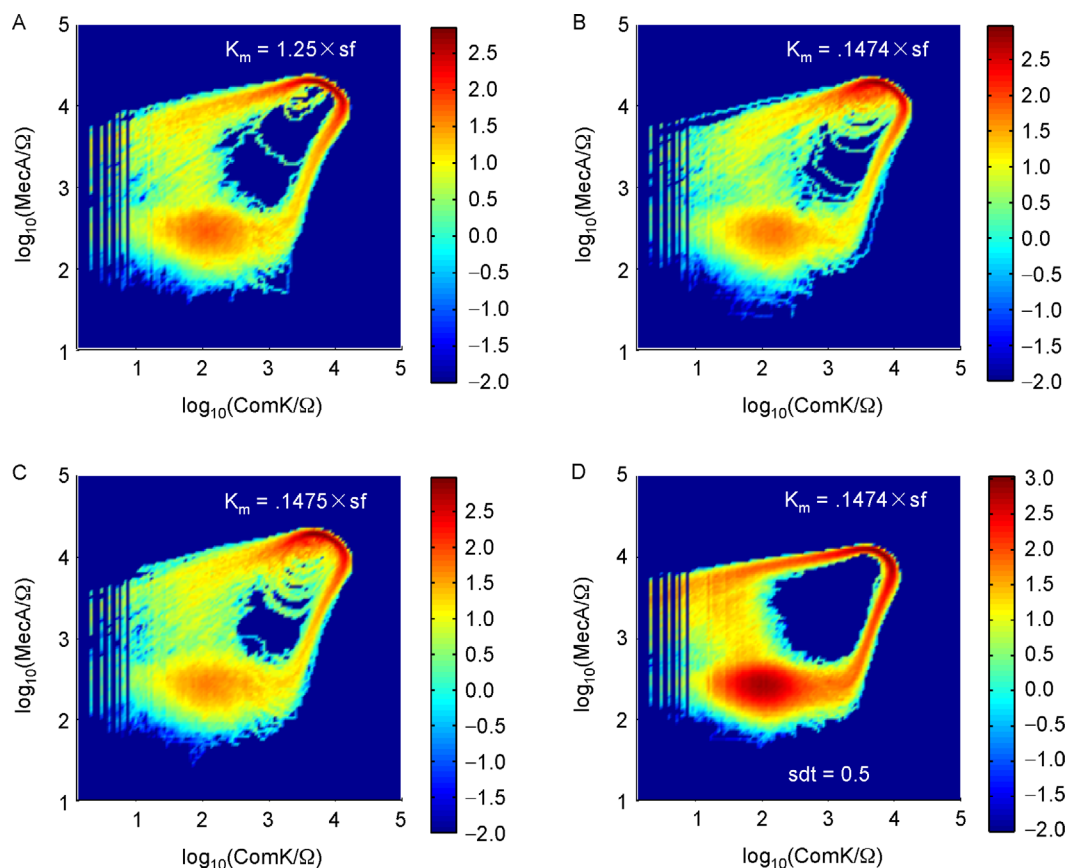 A
K_m = 1.25 × sf
5
4
3
2
1
1 2 3 4 5
log₁₀(MecA/Ω)
log₁₀(ComK/Ω)
2.5
2.0
1.5
1.0
0.5
0.0
−0.5
−1.0
−1.5
−2.0
B
K_m = .1474 × sf
5
4
3
2
1
1 2 3 4 5
log₁₀(MecA/Ω)
log₁₀(ComK/Ω)
2.5
2.0
1.5
1.0
0.5
0.0
−0.5
−1.0
−1.5
−2.0
C
K_m = .1475 × sf
5
4
3
2
1
1 2 3 4 5
log₁₀(MecA/Ω)
log₁₀(ComK/Ω)
2.5
2.0
1.5
1.0
0.5
0.0
−0.5
−1.0
−1.5
−2.0
D
K_m = .1474 × sf
sdt = 0.5
5
4
3
2
1
1 2 3 4 5
log₁₀(MecA/Ω)
log₁₀(ComK/Ω)
3.0
2.5
2.0
1.5
1.0
0.5
0.0
−0.5
−1.0
−1.5
−2.0